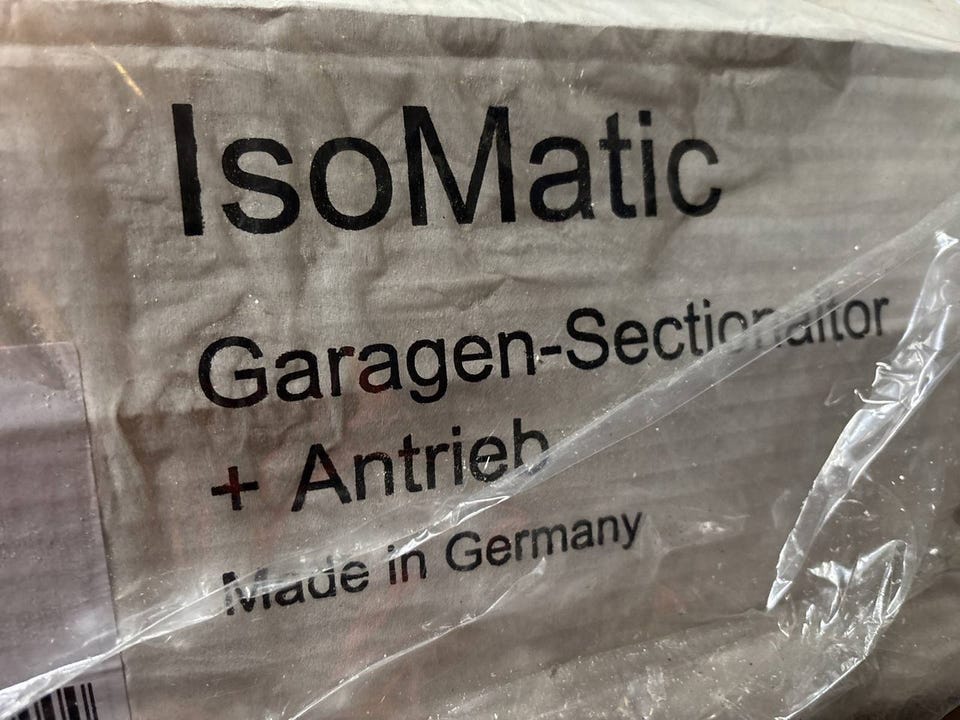 IsoMatic
Garagen-Sectionaltor
+ Antrieb
Made in Germany